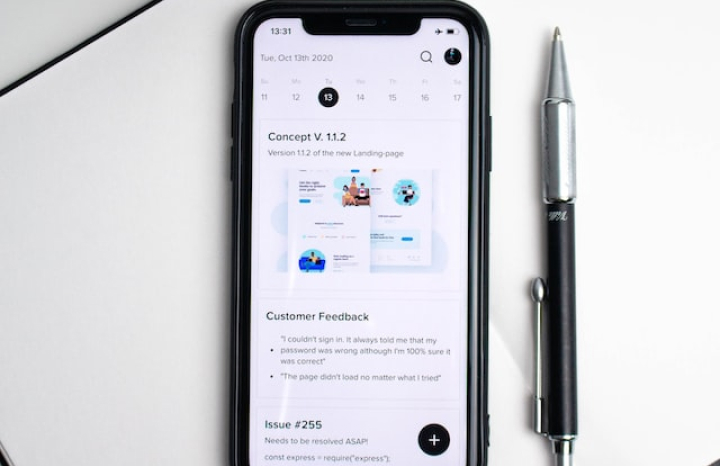 13:31
Tue, Oct 13th 2020
Su Mo Tu We Th Fr Sa
11 12 13 14 15 16 17
Concept V. 1.1.2
Version 1.1.2 of the new Landing-page
Customer Feedback
"I couldn't sign in. It always told me that my
password was wrong although I'm 100% sure it
was correct"
"The page didn't load no matter what I tried"
Issue #255
Needs to be resolved ASAP!
const express = require("express");